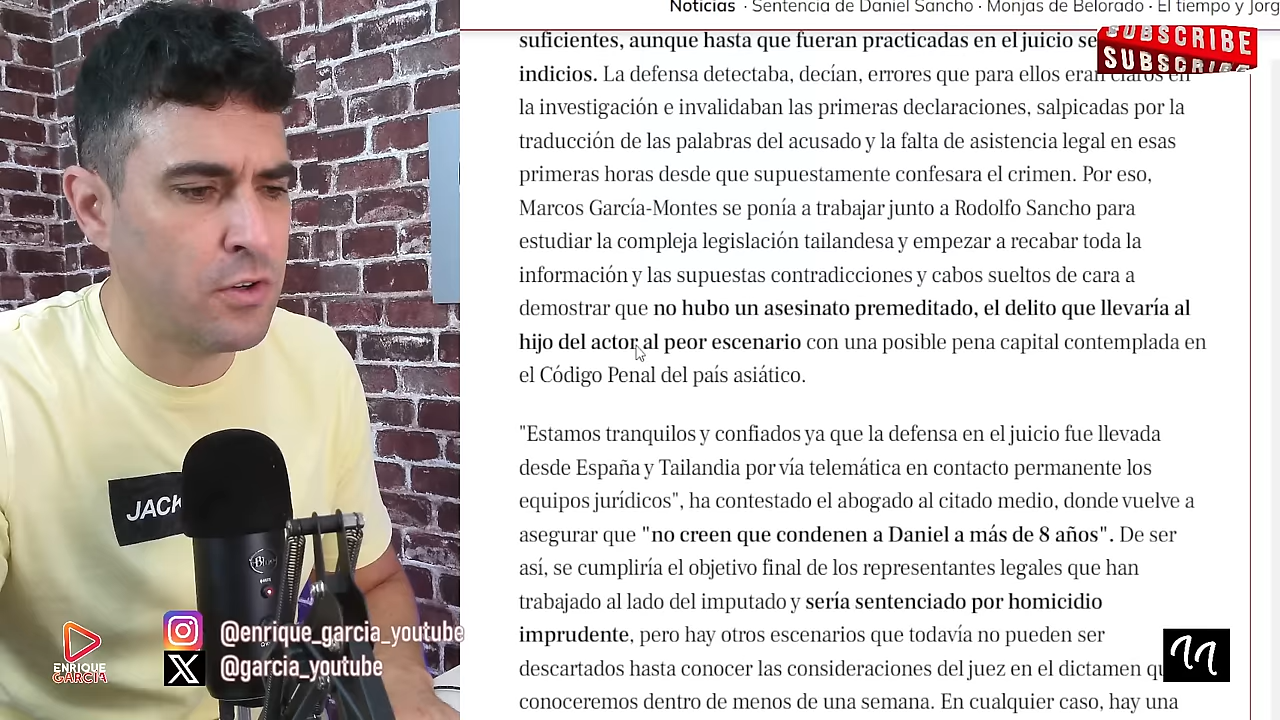 Noticias · Sentencia de Daniel Sancho · Monjas de Belorado · El tiempo y Jorg
SUBSCRIBE
SUBSCRIBE
suficientes, aunque hasta que fueran practicadas en el juicio se
indicios. La defensa detectaba, decían, errores que para ellos eran claros en
la investigación e invalidaban las primeras declaraciones, salpicadas por la
traducción de las palabras del acusado y la falta de asistencia legal en esas
primeras horas desde que supuestamente confesara el crimen. Por eso,
Marcos García-Montes se ponía a trabajar junto a Rodolfo Sancho para
estudiar la compleja legislación tailandesa y empezar a recabar toda la
información y las supuestas contradicciones y cabos sueltos de cara a
demostrar que no hubo un asesinato premeditado, el delito que llevaría al
hijo del actor al peor escenario con una posible pena capital contemplada en
el Código Penal del país asiático.
"Estamos tranquilos y confiados ya que la defensa en el juicio fue llevada
desde España y Tailandia por vía telemática en contacto permanente los
equipos jurídicos", ha contestado el abogado al citado medio, donde vuelve a
asegurar que "no creen que condenen a Daniel a más de 8 años". De ser
así, se cumpliría el objetivo final de los representantes legales que han
trabajado al lado del imputado y sería sentenciado por homicidio
imprudente, pero hay otros escenarios que todavía no pueden ser
descartados hasta conocer las consideraciones del juez en el dictamen qu
conoceremos dentro de menos de una semana. En cualquier caso, hay una
JACK
Blue
ENRIQUE
GARCIA
@enrique_garcia_youtube
@garcia_youtube